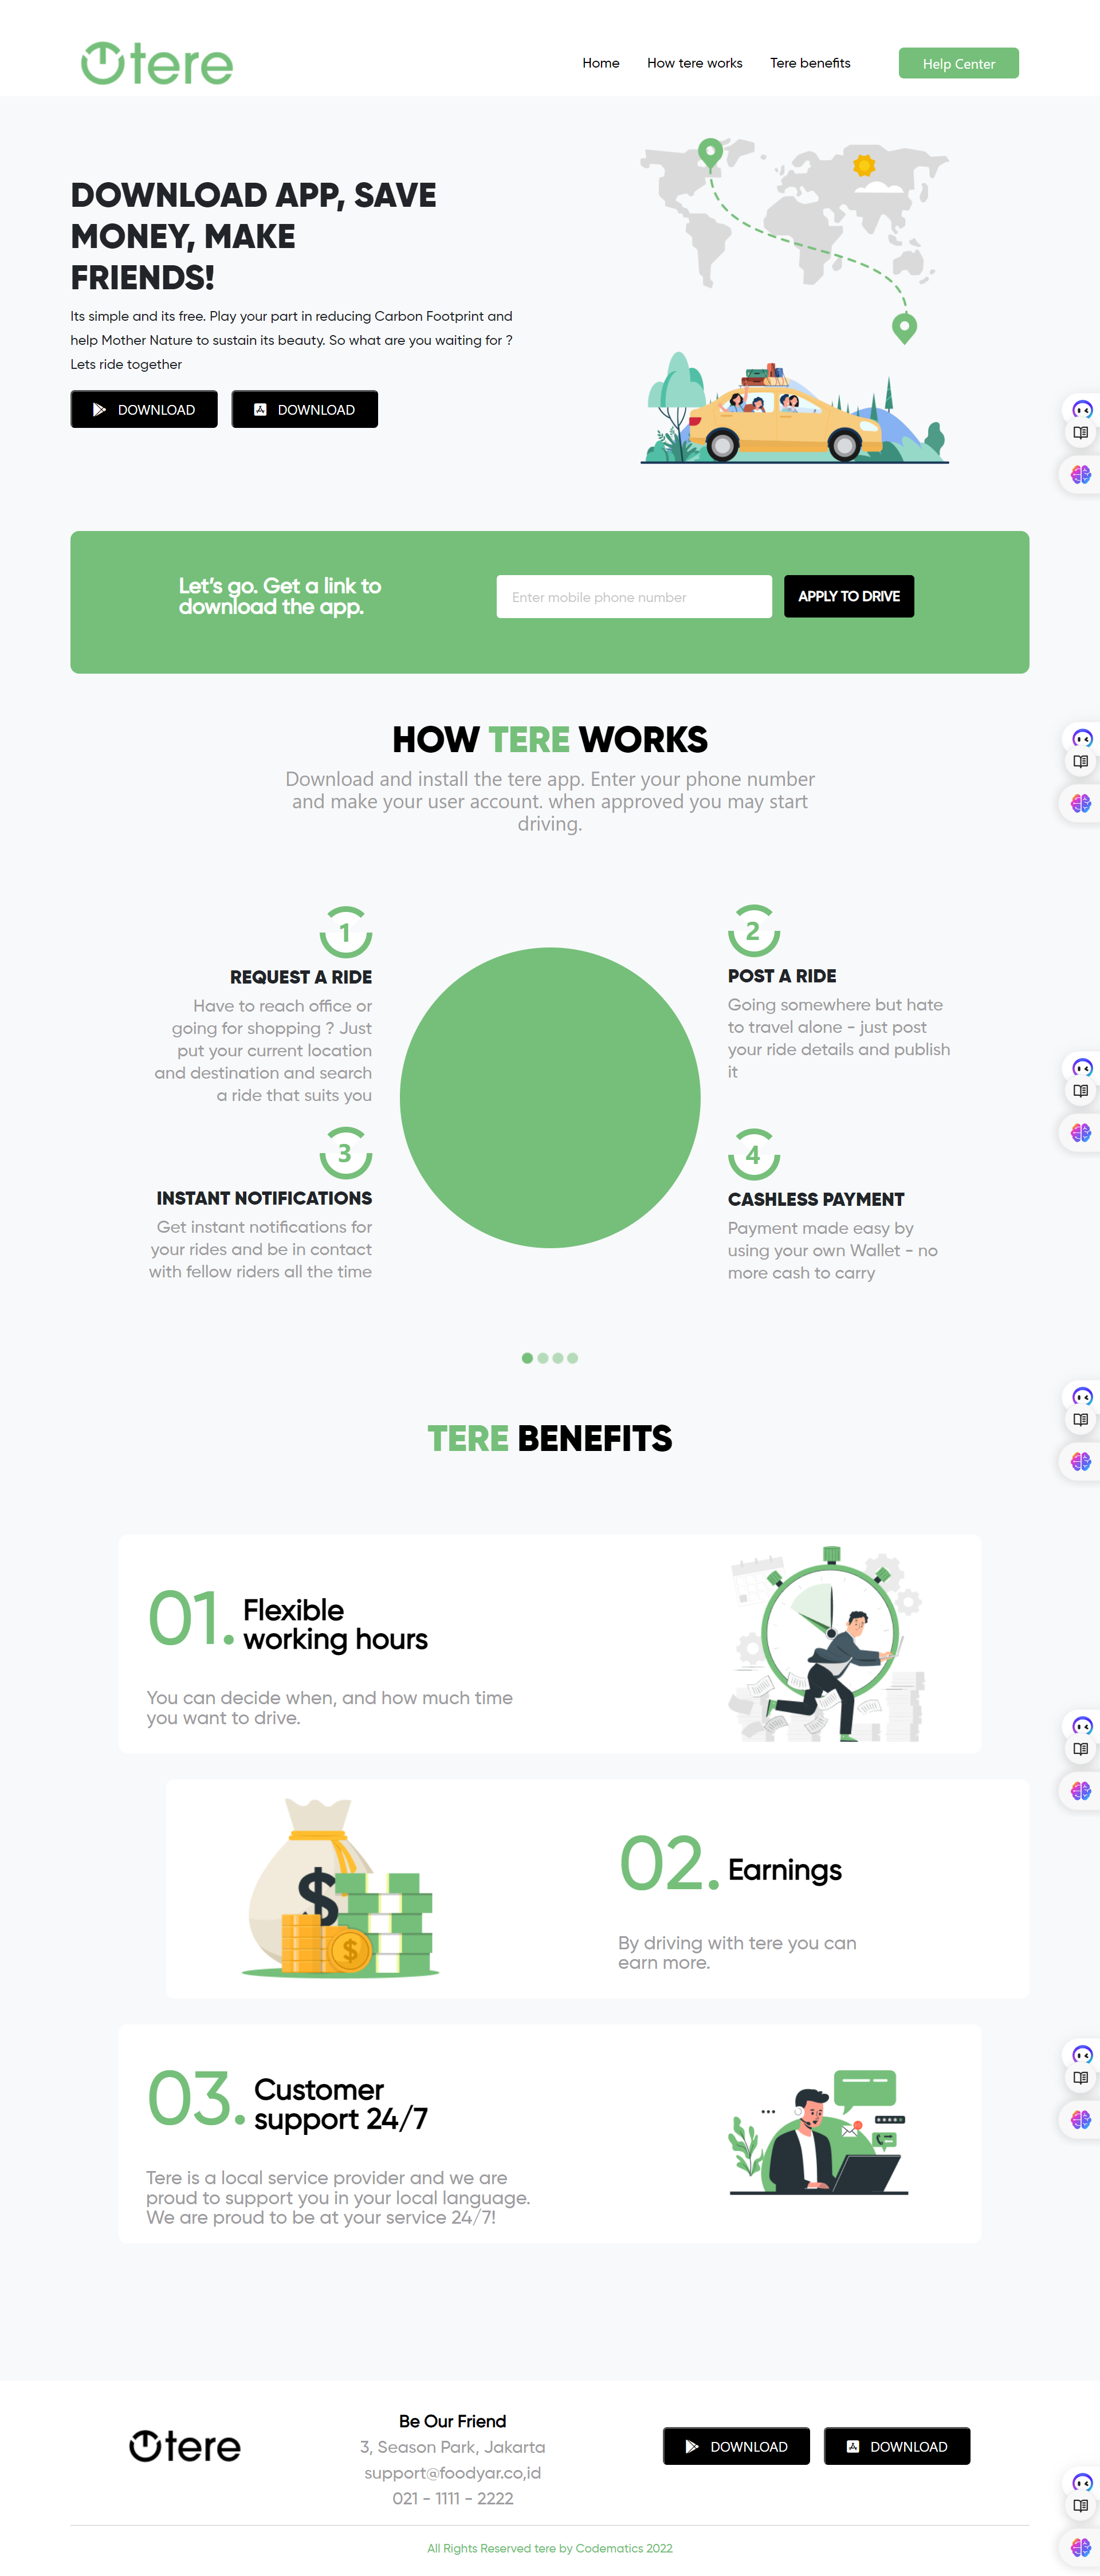 tere
Home
How tere works
Tere benefits
Help Center
DOWNLOAD APP, SAVE
MONEY, MAKE
FRIENDS!
Its simple and its free. Play your part in reducing Carbon Footprint and
help Mother Nature to sustain its beauty. So what are you waiting for ?
Lets ride together
DOWNLOAD
DOWNLOAD
Let's go. Get a link to
download the app.
Enter mobile phone number
APPLY TO DRIVE
HOW TERE WORKS
Download and install the tere app. Enter your phone number
and make your user account. when approved you may start
driving.
1
REQUEST A RIDE
Have to reach office or
going for shopping ? Just
put your current location
and destination and search
a ride that suits you
2
POST A RIDE
Going somewhere but hate
to travel alone - just post
your ride details and publish
it
3
INSTANT NOTIFICATIONS
Get instant notifications for
your rides and be in contact
with fellow riders all the time
4
CASHLESS PAYMENT
Payment made easy by
using your own Wallet - no
more cash to carry
TERE BENEFITS
01.
Flexible
working hours
You can decide when, and how much time
you want to drive.
$
$
02.
Earnings
By driving with tere you can
earn more.
03.
Customer
support 24/7
Tere is a local service provider and we are
proud to support you in your local language.
We are proud to be at your service 24/7!
tere
Be Our Friend
3, Season Park, Jakarta
support@foodyar.co,id
021 - 1111 - 2222
DOWNLOAD
DOWNLOAD
All Rights Reserved tere by Codematics 2022